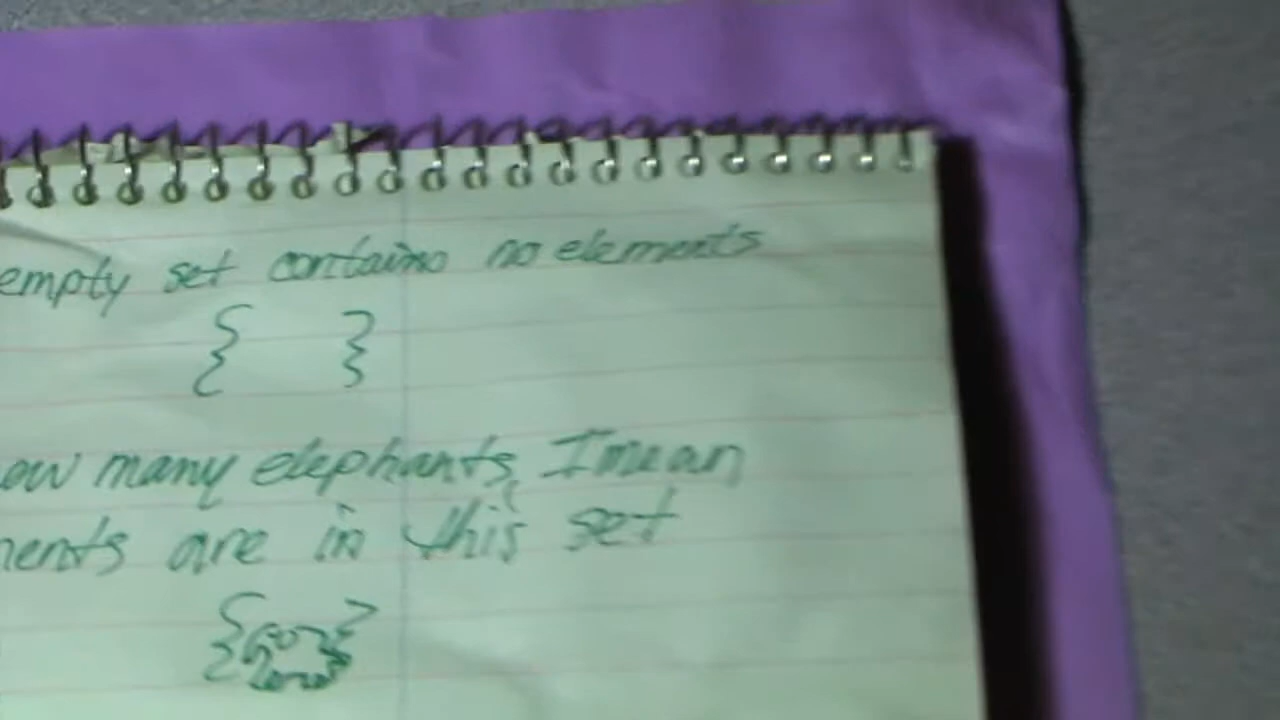 empty set contains no elements
{ }
ow many elephants, I mean
ments are in this set
{ }